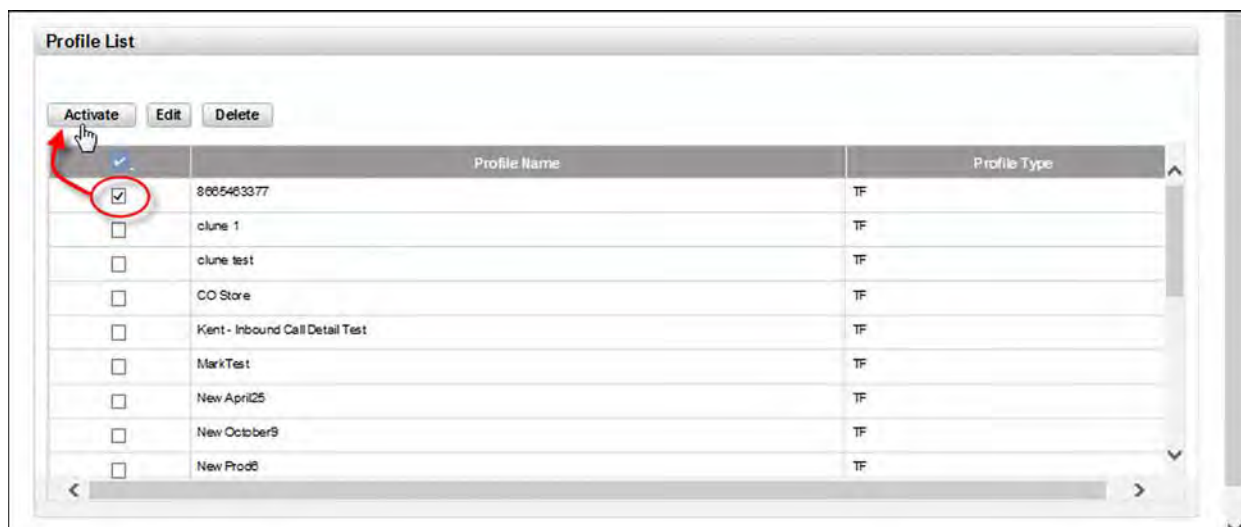 Profile List
Activate Edit Delete
Profile Name Profile Type
8665463377 TF
clune 1 TF
clune test TF
CO Store TF
Kent - Inbound Call Detail Test TF
MarkTest TF
New April25 TF
New October9 TF
New Prod6 TF